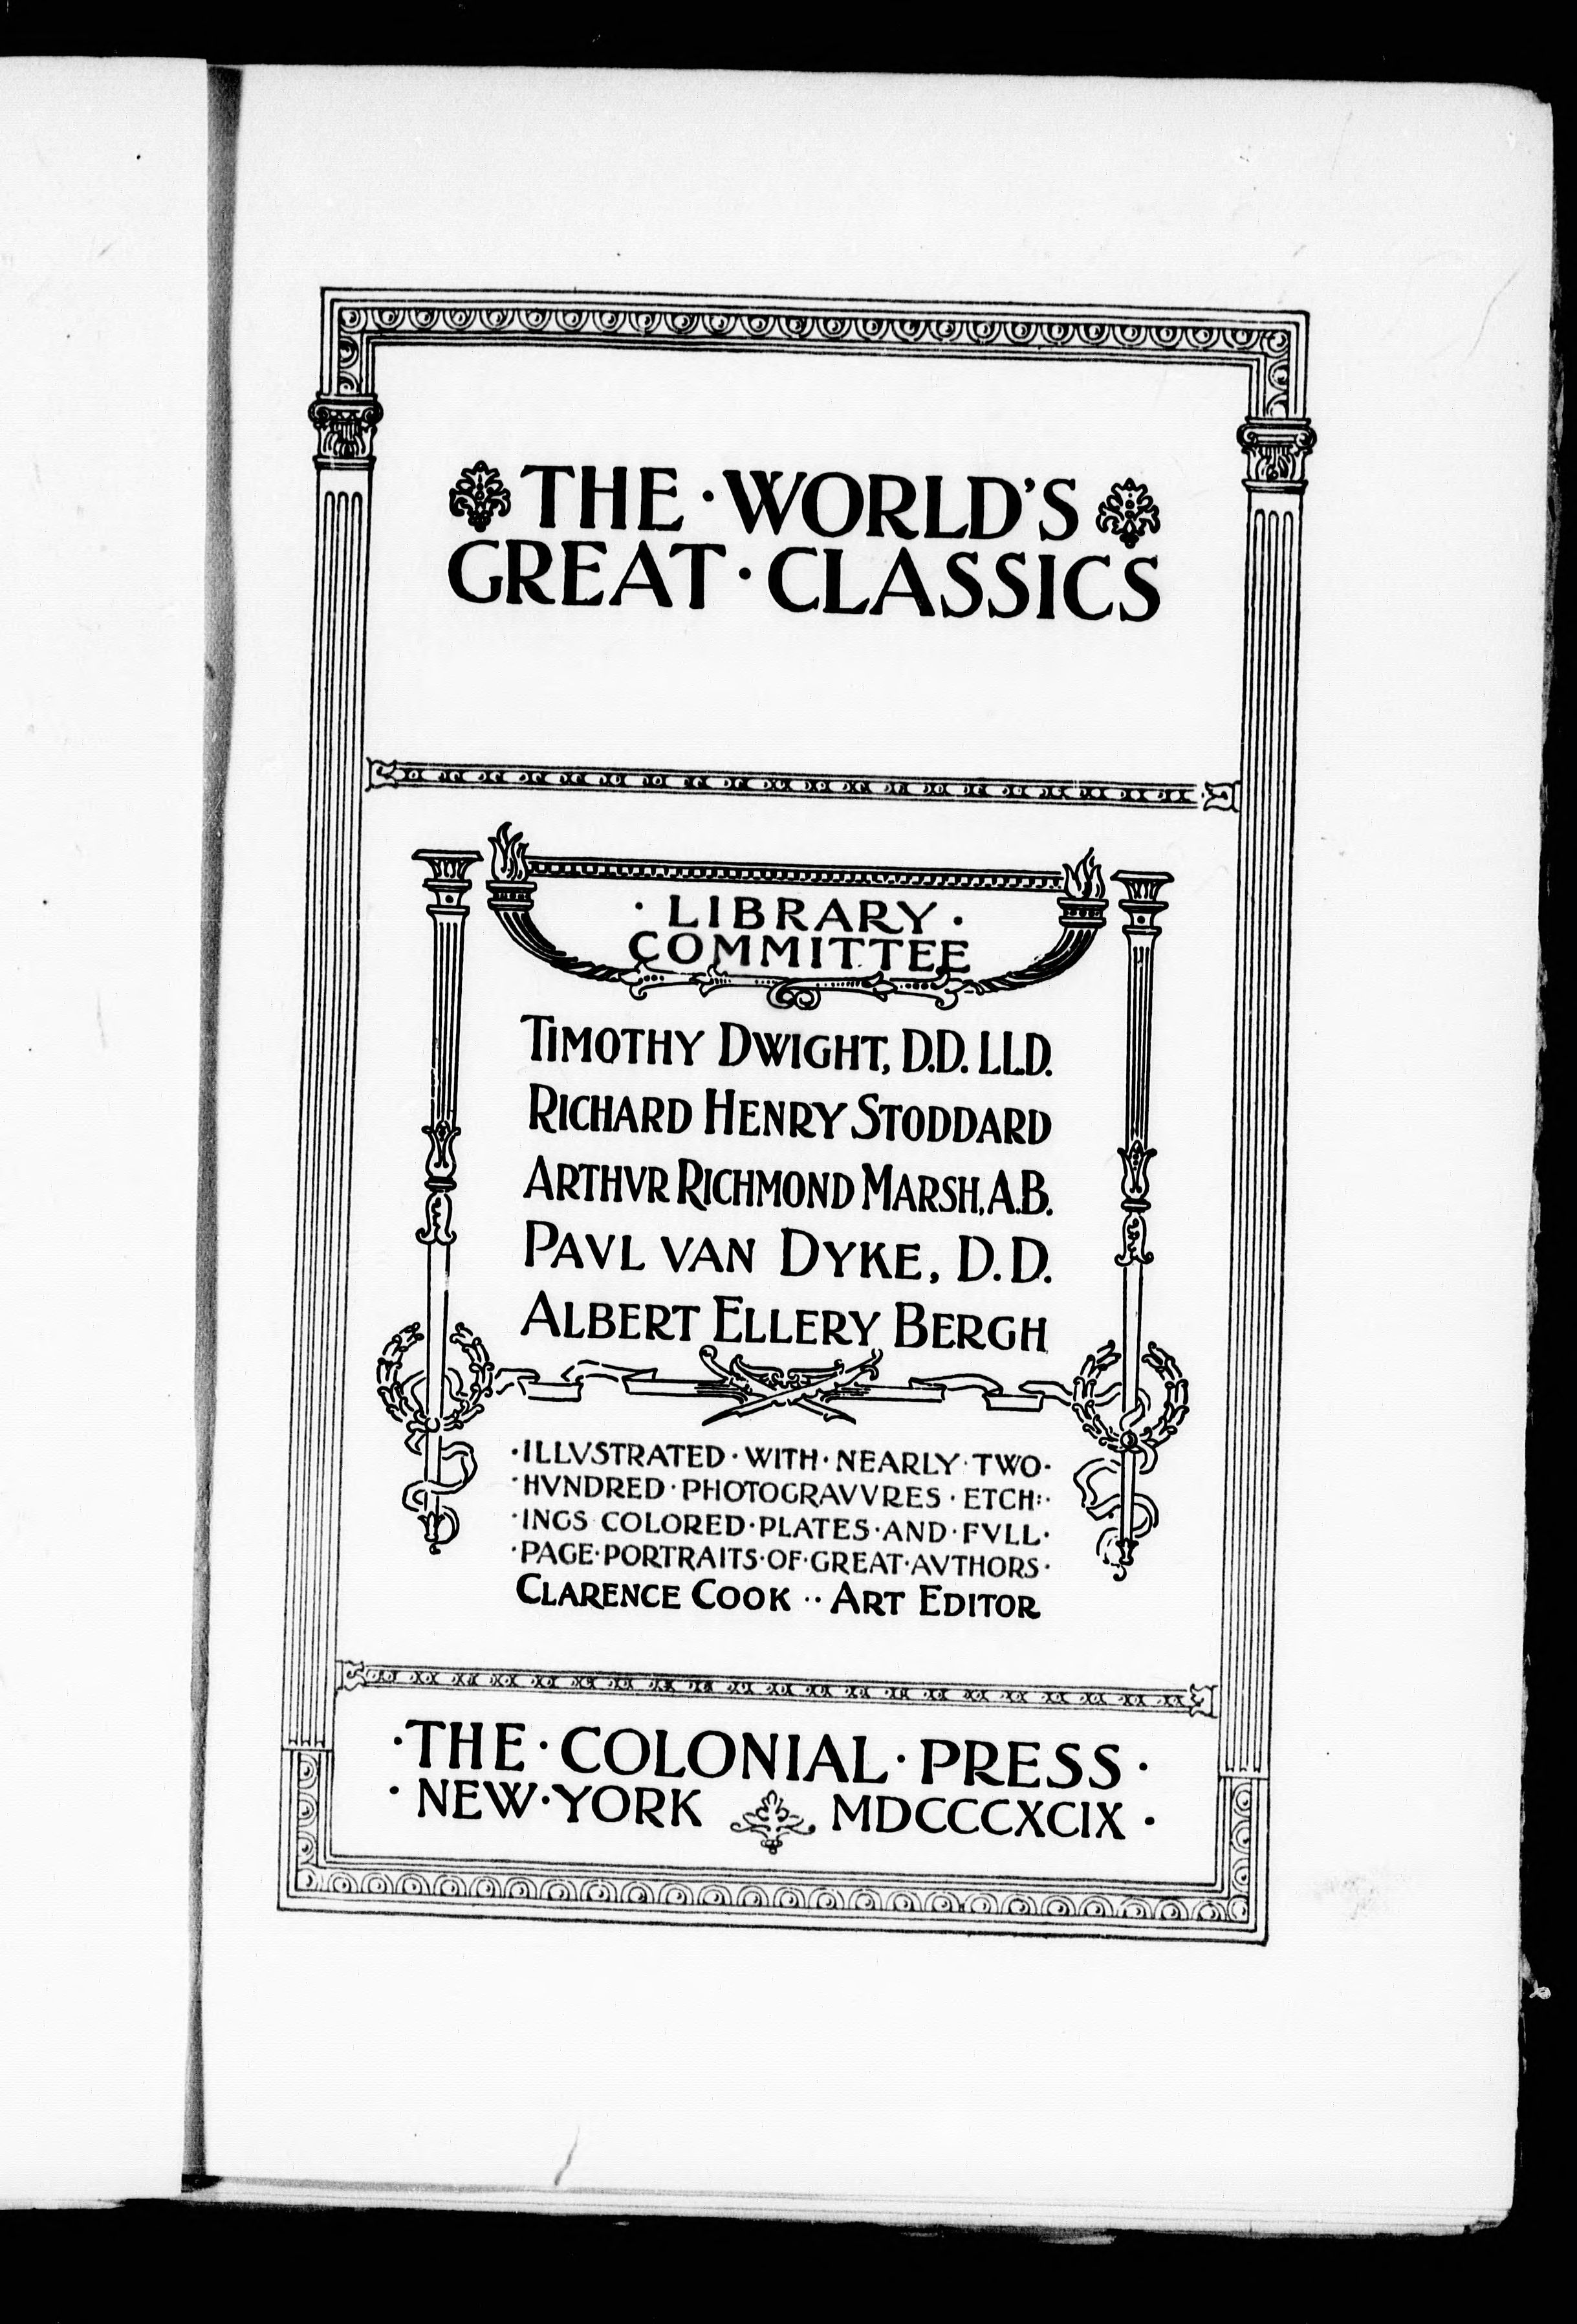 THE · WORLD'S
GREAT · CLASSICS
· LIBRARY ·
COMMITTEE
TIMOTHY DWIGHT, D.D. LL.D.
RICHARD HENRY STODDARD
ARTHVR RICHMOND MARSH, A.B.
PAVL VAN DYKE, D.D.
ALBERT ELLERY BERGH
·ILLVSTRATED·WITH·NEARLY·TWO·
·HVNDRED·PHOTOGRAVVRES·ETCH:·
·INGS COLORED·PLATES·AND·FVLL·
·PAGE·PORTRAITS·OF·GREAT·AVTHORS·
CLARENCE COOK ·· ART EDITOR
·THE·COLONIAL·PRESS·
·NEW·YORK MDCCCXCIX·